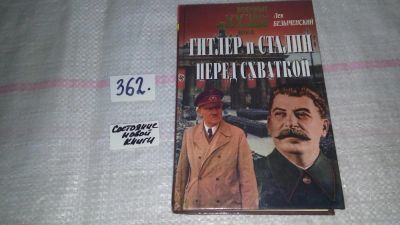 362.
Состояние
новой
книги
Лев
БЕЗЫМЕНСКИЙ
ГИТЛЕР и СТАЛИН
ПЕРЕД СХВАТКОЙ